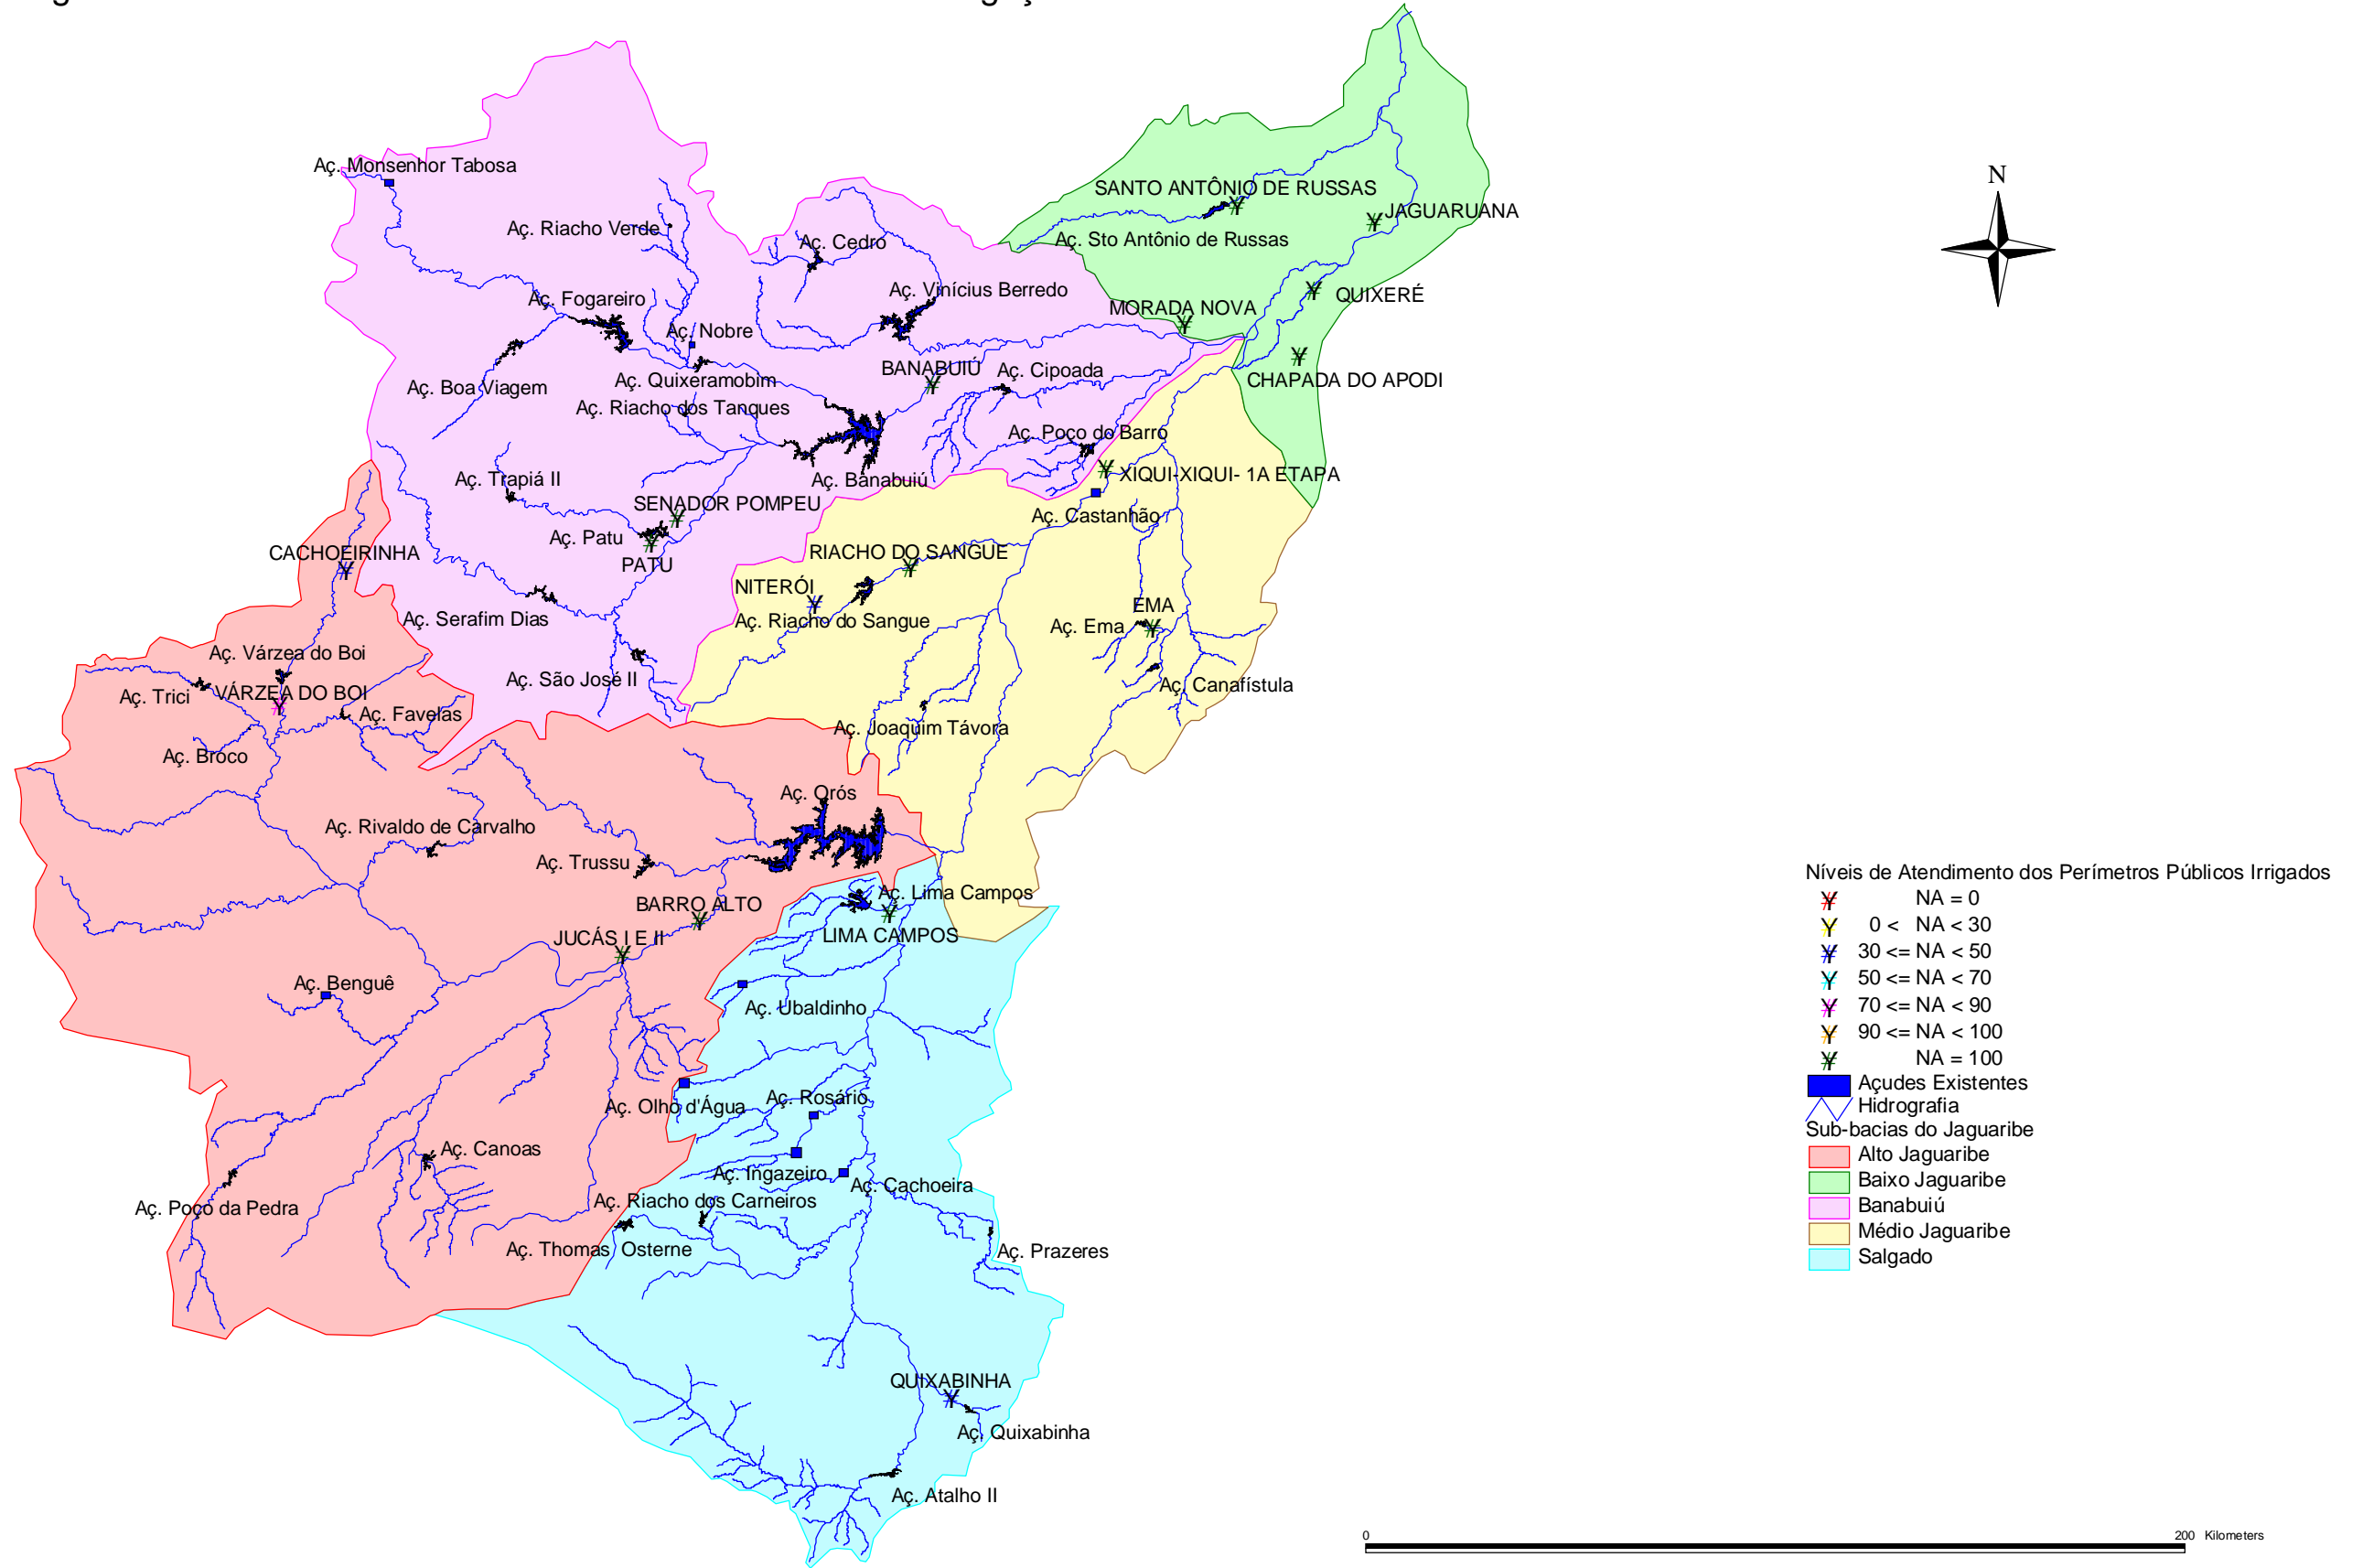 N
Aç. Monsenhor Tabosa
SANTO ANTÔNIO DE RUSSAS
JAGUARUANA
Aç. Riacho Verde
Aç. Cedro
Aç. Sto Antônio de Russas
Aç. Fogareiro
Aç. Vinícius Berredo
QUIXERÉ
MORADA NOVA
Aç. Nobre
BANABUIÚ
Aç. Cipoada
Aç. Quixeramobim
CHAPADA DO APODI
Aç. Boa Viagem
Aç. Riacho dos Tanques
Aç. Poço do Barro
XIQUI-XIQUI- 1A ETAPA
Aç. Trapiá II
Aç. Banabuiú
SENADOR POMPEU
Aç. Castanhão
Aç. Patu
CACHOEIRINHA
RIACHO DO SANGUE
PATU
NITERÓI
EMA
Aç. Serafim Dias
Aç. Riacho do Sangue
Aç. Ema
Aç. Várzea do Boi
Aç. São José II
Aç. Canafístula
Aç. Trici
VÁRZEA DO BOI
Aç. Favelas
Aç. Joaquim Távora
Aç. Broco
Aç. Orós
Aç. Rivaldo de Carvalho
Aç. Trussu
Aç. Lima Campos
BARRO ALTO
LIMA CAMPOS
JUCÁS I E II
Aç. Benguê
Aç. Ubaldinho
Aç. Olho d'Água
Aç. Rosário
Aç. Canoas
Aç. Ingazeiro
Aç. Cachoeira
Aç. Riacho dos Carneiros
Aç. Poço da Pedra
Aç. Thomas Osterne
Aç. Prazeres
QUIXABINHA
Aç. Quixabinha
Aç. Atalho II
Níveis de Atendimento dos Perímetros Públicos Irrigados
NA = 0
0 < NA < 30
30 <= NA < 50
50 <= NA < 70
70 <= NA < 90
90 <= NA < 100
NA = 100
Açudes Existentes
Hidrografia
Sub-bacias do Jaguaribe
Alto Jaguaribe
Baixo Jaguaribe
Banabuiú
Médio Jaguaribe
Salgado
0 200 Kilometers